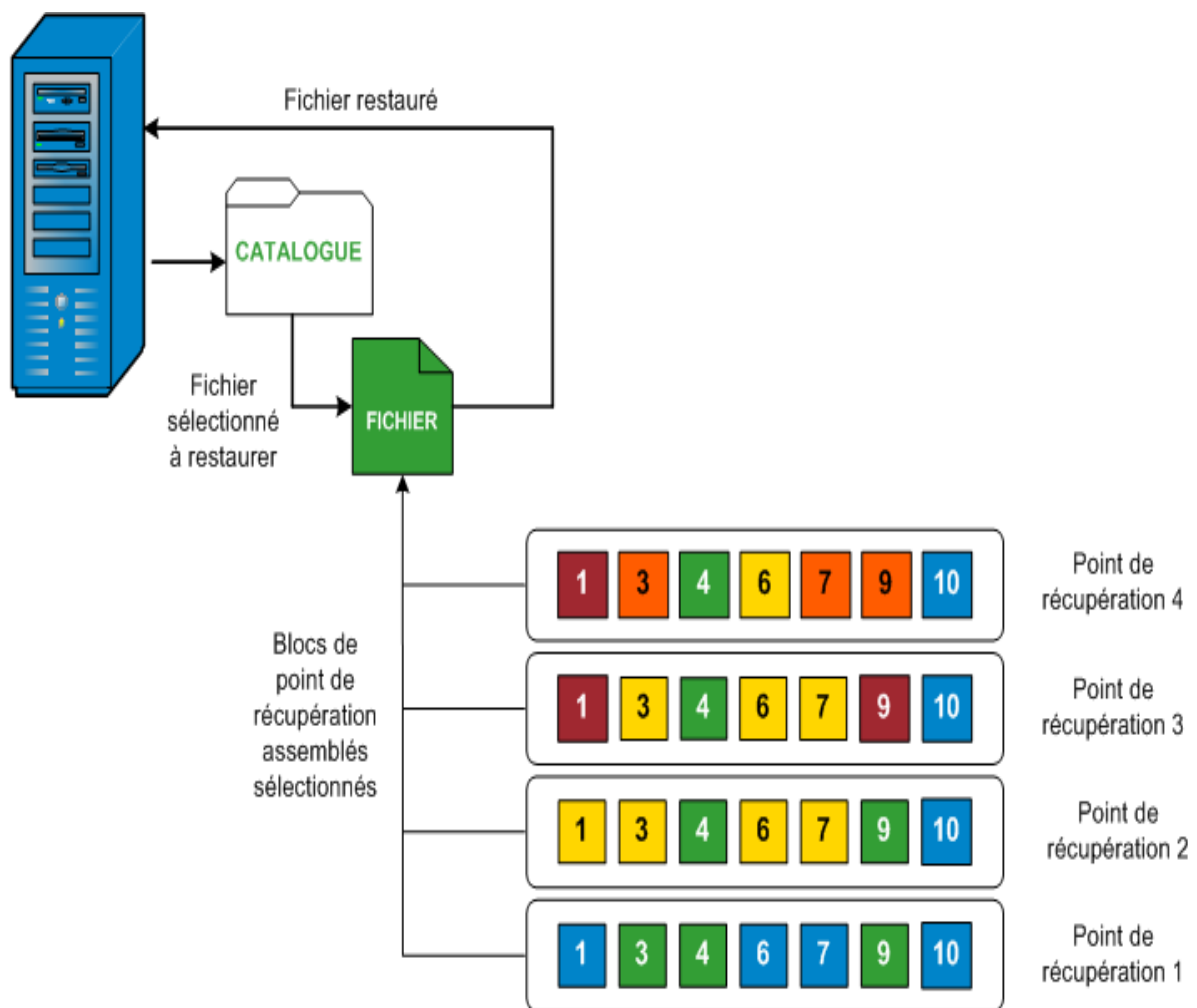 Fichier restauré
CATALOGUE
Fichier
sélectionné
à restaurer
FICHIER
Blocs de
point de
récupération
assemblés
sélectionnés
1 3 4 6 7 9 10
Point de
récupération 4
1 3 4 6 7 9 10
Point de
récupération 3
1 3 4 6 7 9 10
Point de
récupération 2
1 3 4 6 7 9 10
Point de
récupération 1